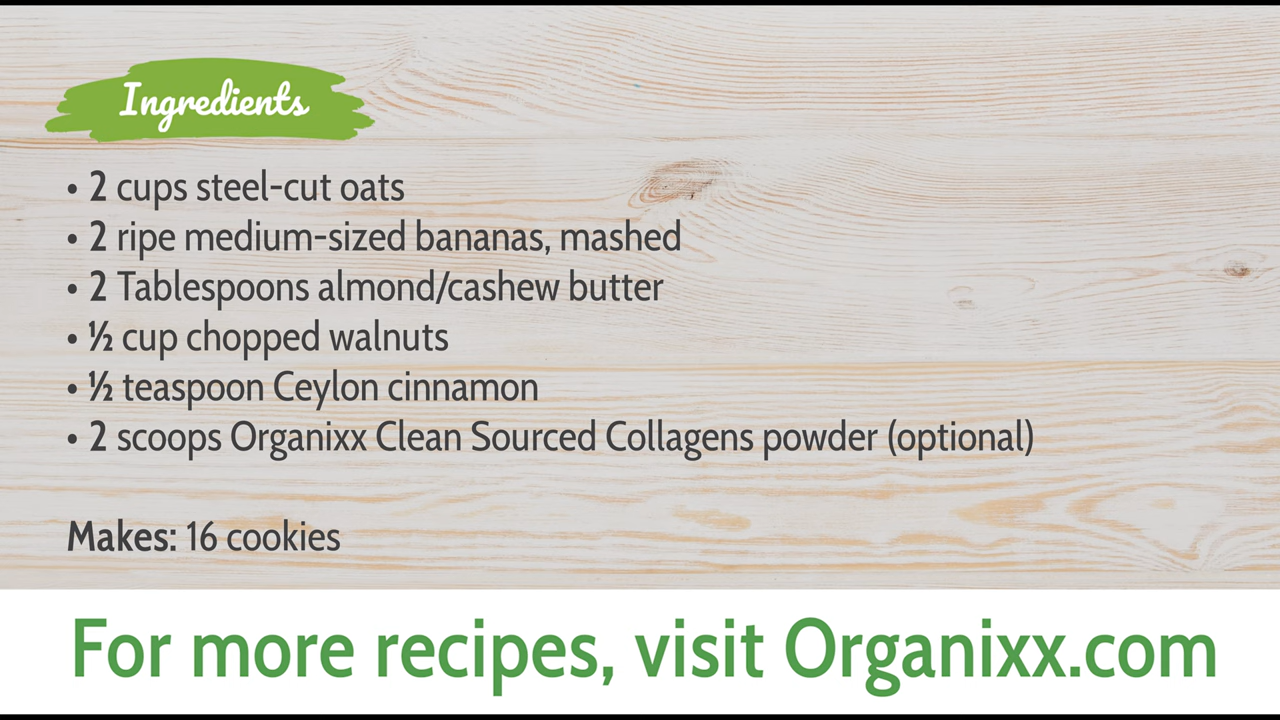 Ingredients
• 2 cups steel-cut oats
• 2 ripe medium-sized bananas, mashed
• 2 Tablespoons almond/cashew butter
• ½ cup chopped walnuts
• ½ teaspoon Ceylon cinnamon
• 2 scoops Organixx Clean Sourced Collagens powder (optional)
Makes: 16 cookies
For more recipes, visit Organixx.com